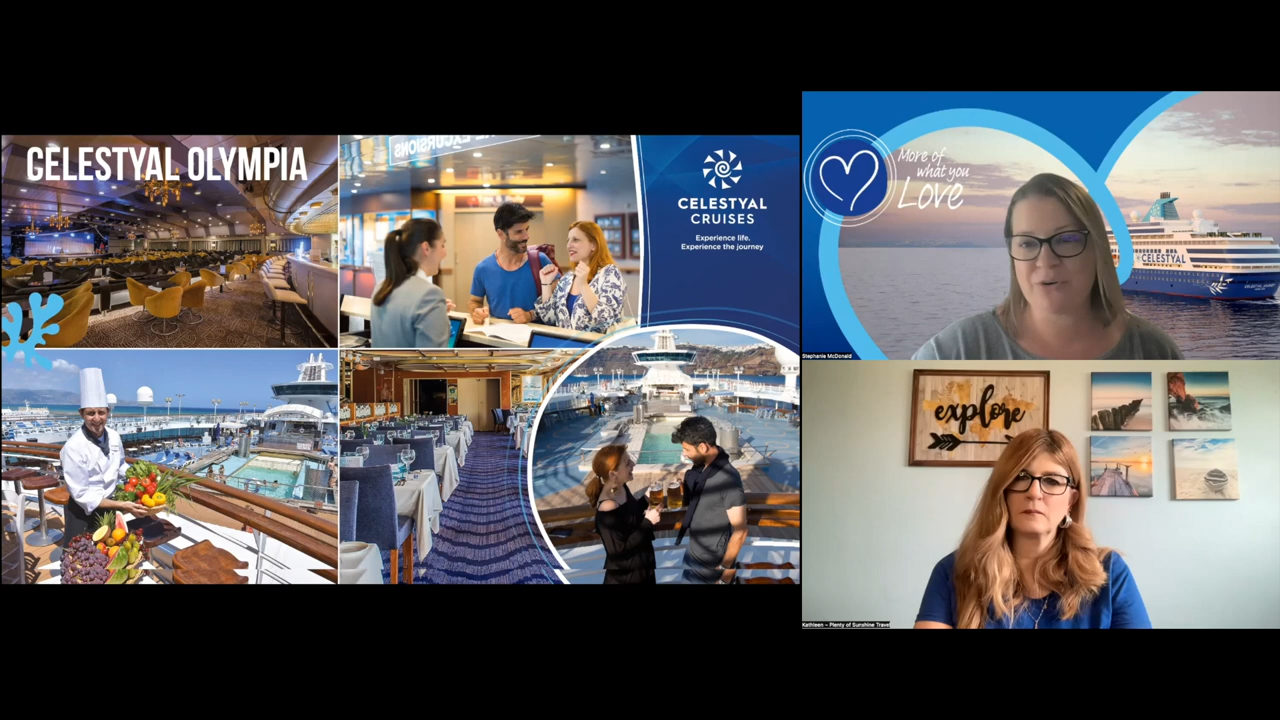 CELESTYAL OLYMPIA
EXCURSIONS
CELESTYAL
CRUISES
Experience life.
Experience the journey
More of
what you
Love
CELESTYAL
Stephanie McDonald
explore
Kathleen – Plenty of Sunshine Travel